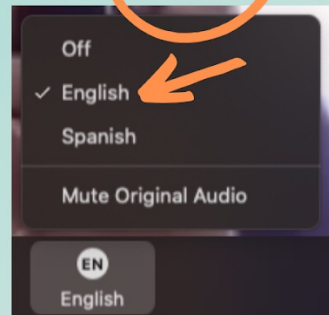 Off
✓ English
Spanish
Mute Original Audio
EN
English